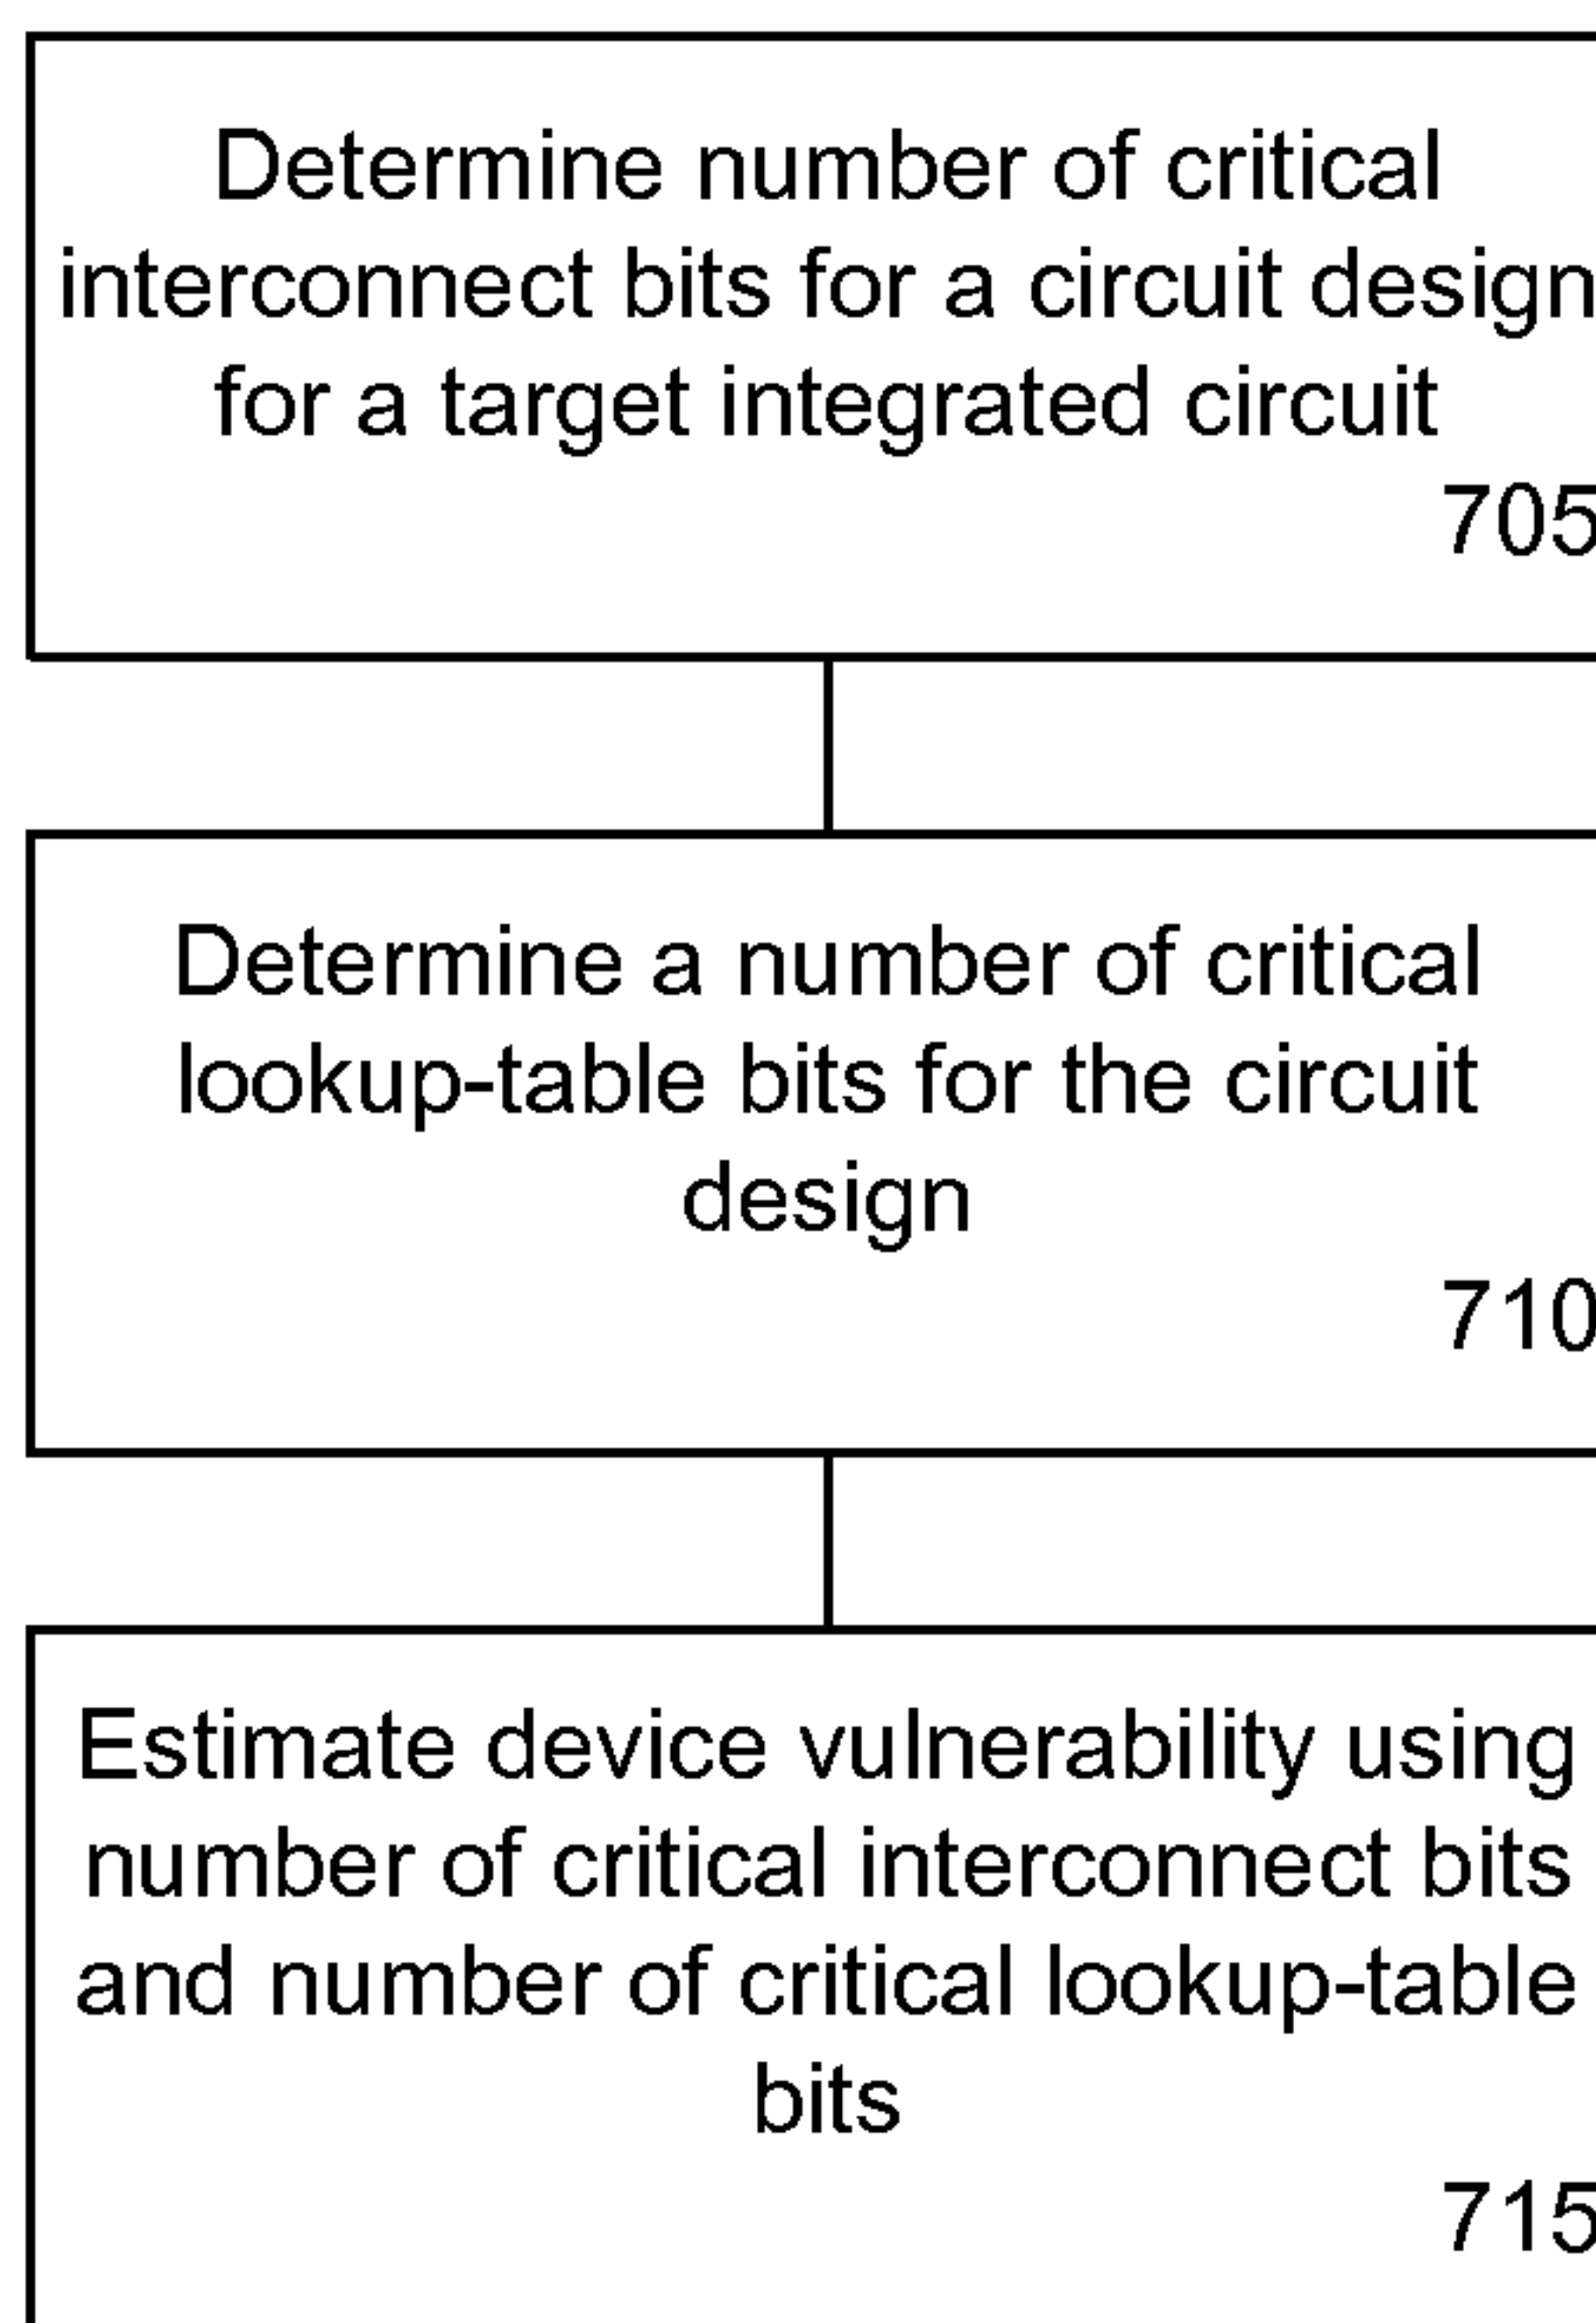 Determine number of critical
interconnect bits for a circuit design
for a target integrated circuit
705
Determine a number of critical
lookup-table bits for the circuit
design
710
Estimate device vulnerability using
number of critical interconnect bits
and number of critical lookup-table
bits
715